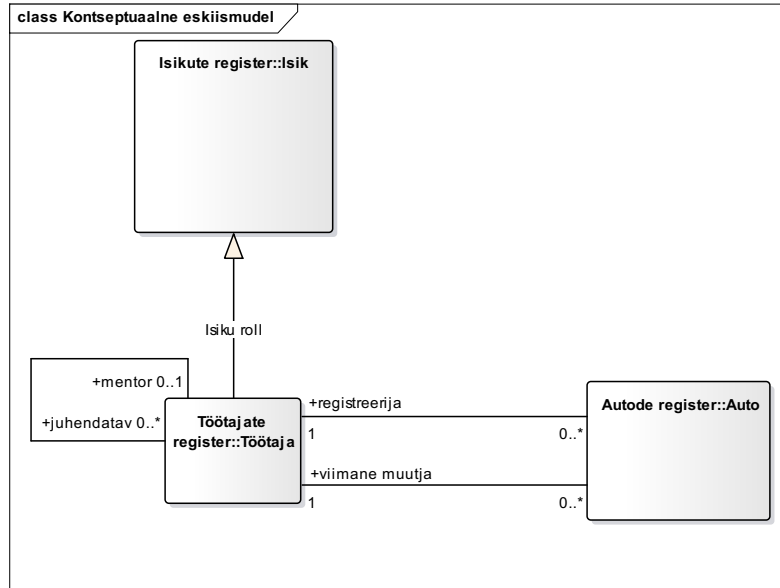 class Kontseptuaalne eskiismudel
Isikute register::Isik
Isiku roll
+mentor 0..1
+juhendatav 0..*
Töötajate
register::Töötaja
+registreerija
1
0..*
+viimane muutja
1
0..*
Autode register::Auto